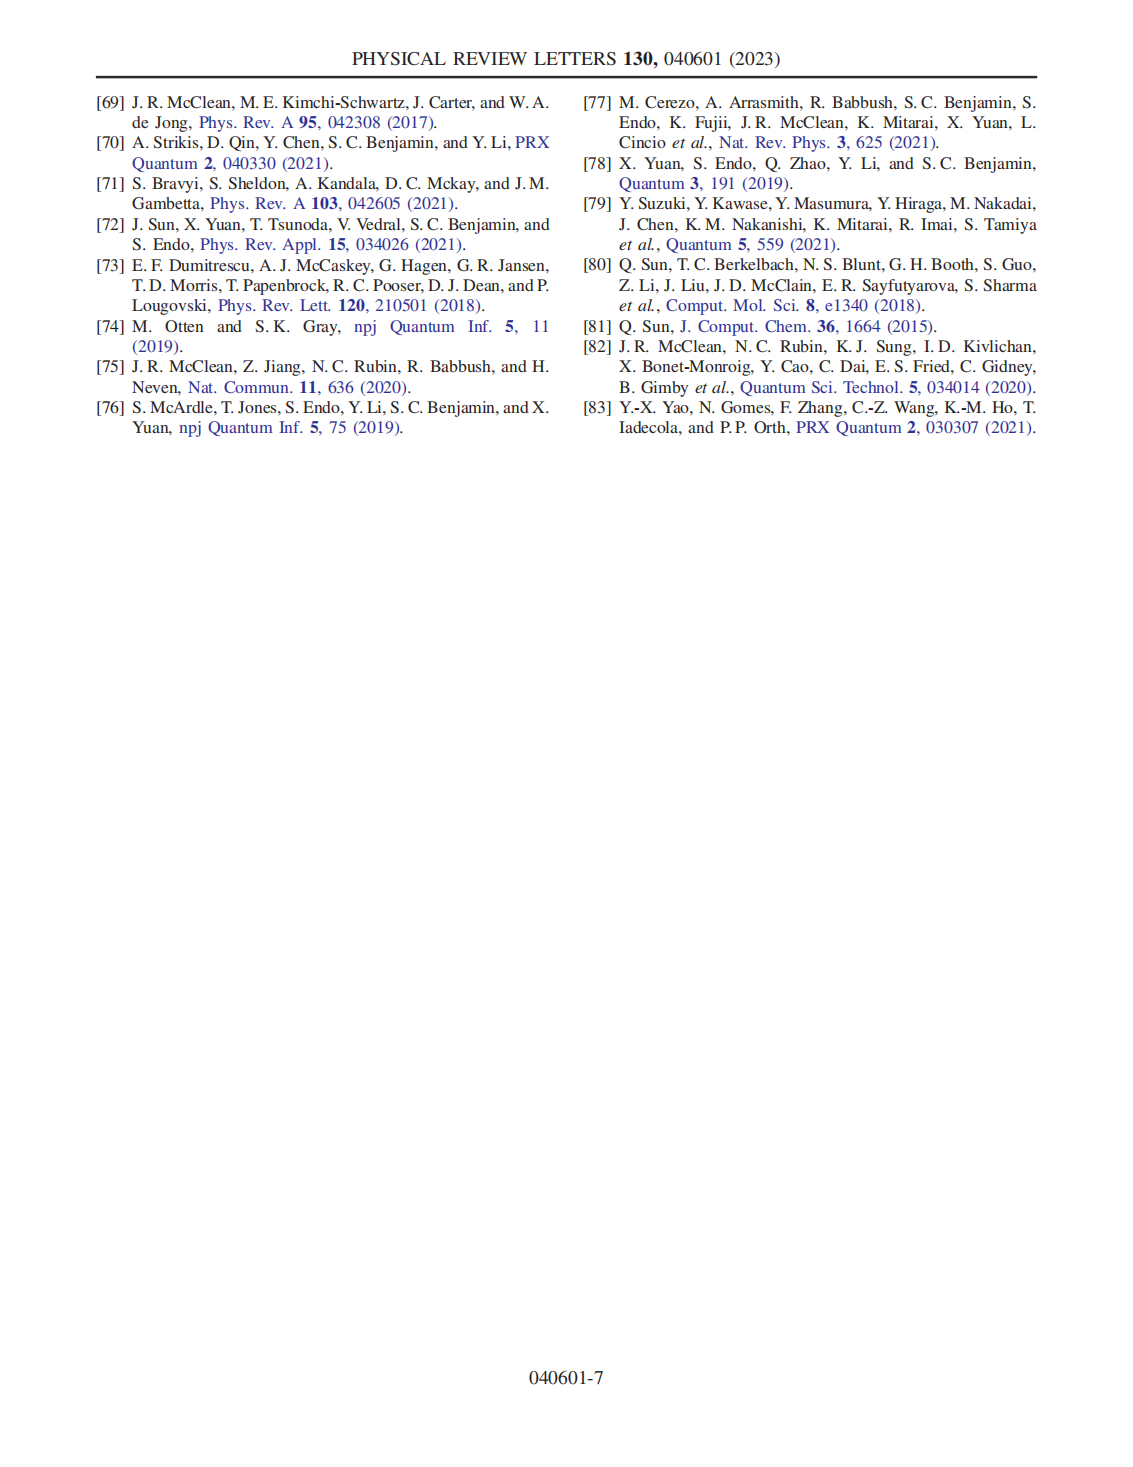 PHYSICAL REVIEW LETTERS 130, 040601 (2023)
[69] J. R. McClean, M. E. Kimchi-Schwartz, J. Carter, and W. A.
de Jong, Phys. Rev. A 95, 042308 (2017).
[70] A. Strikis, D. Qin, Y. Chen, S. C. Benjamin, and Y. Li, PRX
Quantum 2, 040330 (2021).
[71] S. Bravyi, S. Sheldon, A. Kandala, D. C. Mckay, and J. M.
Gambetta, Phys. Rev. A 103, 042605 (2021).
[72] J. Sun, X. Yuan, T. Tsunoda, V. Vedral, S. C. Benjamin, and
S. Endo, Phys. Rev. Appl. 15, 034026 (2021).
[73] E. F. Dumitrescu, A. J. McCaskey, G. Hagen, G. R. Jansen,
T. D. Morris, T. Papenbrock, R. C. Pooser, D. J. Dean, and P.
Lougovski, Phys. Rev. Lett. 120, 210501 (2018).
[74] M. Otten and S. K. Gray, npj Quantum Inf. 5, 11
(2019).
[75] J. R. McClean, Z. Jiang, N. C. Rubin, R. Babbush, and H.
Neven, Nat. Commun. 11, 636 (2020).
[76] S. McArdle, T. Jones, S. Endo, Y. Li, S. C. Benjamin, and X.
Yuan, npj Quantum Inf. 5, 75 (2019).
[77] M. Cerezo, A. Arrasmith, R. Babbush, S. C. Benjamin, S.
Endo, K. Fujii, J. R. McClean, K. Mitarai, X. Yuan, L.
Cincio et al., Nat. Rev. Phys. 3, 625 (2021).
[78] X. Yuan, S. Endo, Q. Zhao, Y. Li, and S. C. Benjamin,
Quantum 3, 191 (2019).
[79] Y. Suzuki, Y. Kawase, Y. Masumura, Y. Hiraga, M. Nakadai,
J. Chen, K. M. Nakanishi, K. Mitarai, R. Imai, S. Tamiya
et al., Quantum 5, 559 (2021).
[80] Q. Sun, T. C. Berkelbach, N. S. Blunt, G. H. Booth, S. Guo,
Z. Li, J. Liu, J. D. McClain, E. R. Sayfutyarova, S. Sharma
et al., Comput. Mol. Sci. 8, e1340 (2018).
[81] Q. Sun, J. Comput. Chem. 36, 1664 (2015).
[82] J. R. McClean, N. C. Rubin, K. J. Sung, I. D. Kivlichan,
X. Bonet-Monroig, Y. Cao, C. Dai, E. S. Fried, C. Gidney,
B. Gimby et al., Quantum Sci. Technol. 5, 034014 (2020).
[83] Y.-X. Yao, N. Gomes, F. Zhang, C.-Z. Wang, K.-M. Ho, T.
Iadecola, and P. P. Orth, PRX Quantum 2, 030307 (2021).
040601-7